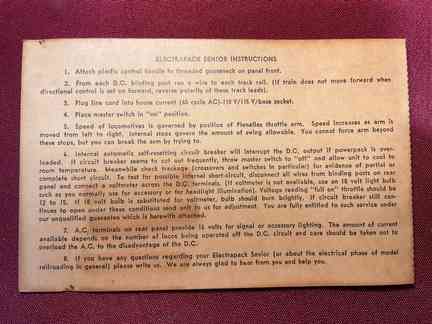 ELECTRAPACK SENIOR INSTRUCTIONS
1. Attach plastic control handle to threaded gooseneck on panel front.
2. From each D.C. binding post run a wire to each track rail. (If train does not move forward when
directional control is set on forward, reverse polarity of these track leads).
3. Plug line cord into house current (60 cycle AC)-110 V/115 V/base socket.
4. Place master switch in "on" position.
5. Speed of locomotives is governed by position of Flexeflex throttle arm. Speed increases as arm is
moved from left to right. Internal stops govern the amount of swing allowable. You cannot force arm beyond
these stops, but you can break the arm by trying to.
6. Internal automatic self-resetting circuit breaker will interrupt the D.C. output if powerpack is over-
loaded. If circuit breaker seems to cut out frequently, throw master switch to "off" and allow unit to cool to
room temperature. Meanwhile check trackage (crossovers and switches in particular) for evidence of partial or
complete short circuit. To test for possible internal short-circuit, disconnect all wires from binding posts on rear
panel and connect a voltmeter across the D.C. terminals. (If voltmeter is not available, use an 18 volt light bulb
such as you normally use for accessory or for headlight illumination). Voltage reading "full on" throttle should be
12 to 15. If 18 volt bulb is substituted for voltmeter, bulb should burn brightly. If circuit breaker still con-
tinues to open under these conditions send unit to us for adjustment. You are fully entitled to such service under
our unqualified guarantee which is herewith attached.
7. A.C. terminals on rear panel provide 16 volts for signal or accessory lighting. The amount of current
available depends on the number of locos being operated off the D.C. circuit and care should be taken not to
overload the A.C. to the disadvantage of the D.C.
8. If you have any questions regarding your Electrapack Senior (or about the electrical phase of model
railroading in general) please write us. We are always glad to hear from you and help you.